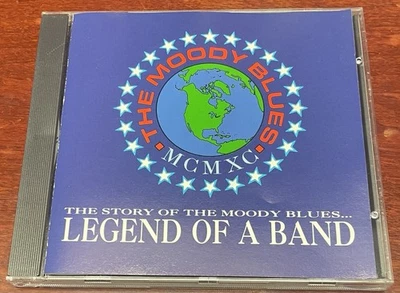 • THE MOODY BLUES •
MCMXC
THE STORY OF THE MOODY BLUES...
LEGEND OF A BAND